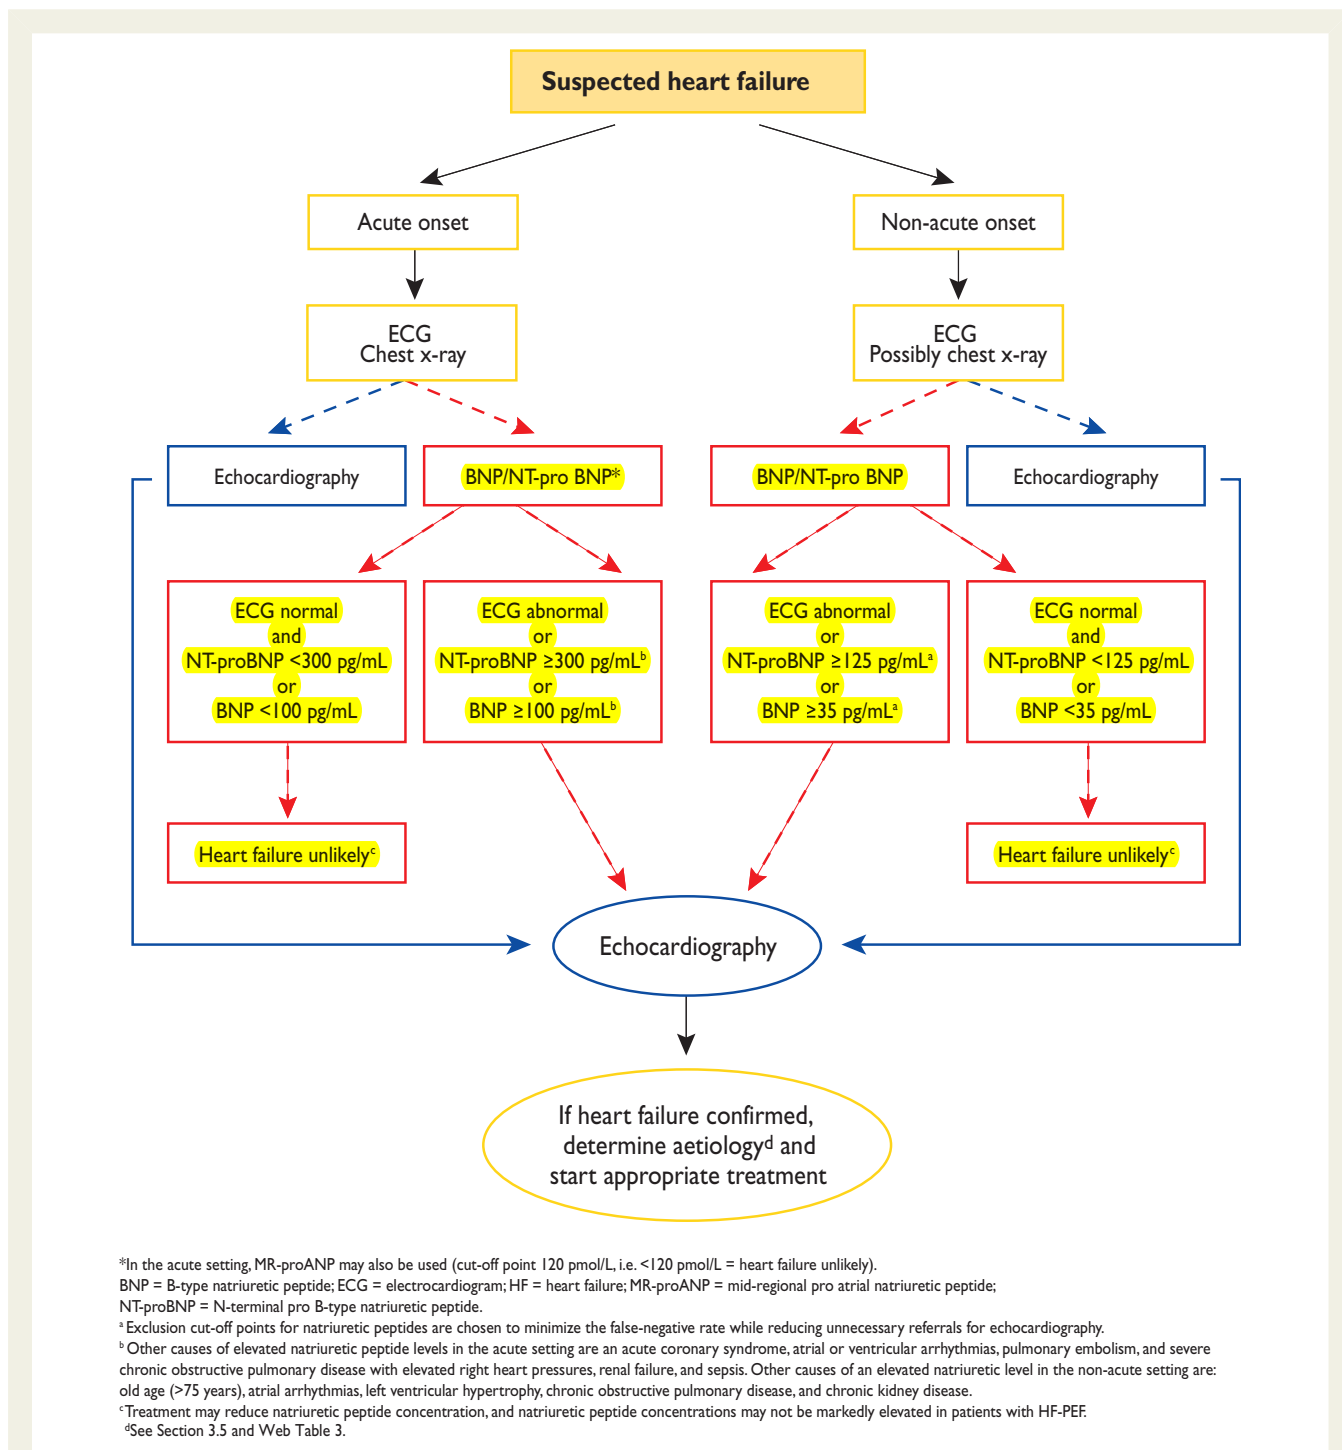 Suspected heart failure
Acute onset
Non-acute onset
ECG
Chest x-ray
ECG
Possibly chest x-ray
Echocardiography
BNP/NT-pro BNP*
BNP/NT-pro BNP
Echocardiography
ECG normal
and
NT-proBNP <300 pg/mL
or
BNP <100 pg/mL
ECG abnormal
or
NT-proBNP ≥300 pg/mLᵇ
or
BNP ≥100 pg/mLᵇ
ECG abnormal
or
NT-proBNP ≥125 pg/mLᵃ
or
BNP ≥35 pg/mLᵃ
ECG normal
and
NT-proBNP <125 pg/mL
or
BNP <35 pg/mL
Heart failure unlikelyᶜ
Heart failure unlikelyᶜ
Echocardiography
If heart failure confirmed,
determine aetiologyᵈ and
start appropriate treatment
*In the acute setting, MR-proANP may also be used (cut-off point 120 pmol/L, i.e. <120 pmol/L = heart failure unlikely).
BNP = B-type natriuretic peptide; ECG = electrocardiogram; HF = heart failure; MR-proANP = mid-regional pro atrial natriuretic peptide;
NT-proBNP = N-terminal pro B-type natriuretic peptide.
ᵃ Exclusion cut-off points for natriuretic peptides are chosen to minimize the false-negative rate while reducing unnecessary referrals for echocardiography.
ᵇ Other causes of elevated natriuretic peptide levels in the acute setting are an acute coronary syndrome, atrial or ventricular arrhythmias, pulmonary embolism, and severe
chronic obstructive pulmonary disease with elevated right heart pressures, renal failure, and sepsis. Other causes of an elevated natriuretic level in the non-acute setting are:
old age (>75 years), atrial arrhythmias, left ventricular hypertrophy, chronic obstructive pulmonary disease, and chronic kidney disease.
ᶜ Treatment may reduce natriuretic peptide concentration, and natriuretic peptide concentrations may not be markedly elevated in patients with HF-PEF.
ᵈSee Section 3.5 and Web Table 3.